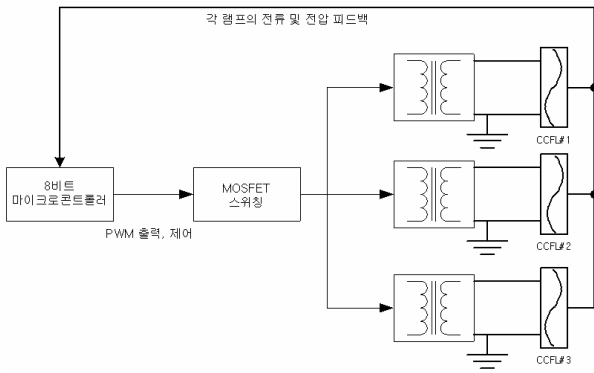 각 램프의 전류 및 전압 피드백
CCFL#1
8비트
마이크로컨트롤러
MOSFET
스위칭
PWM 출력, 제어
CCFL#2
CCFL#3